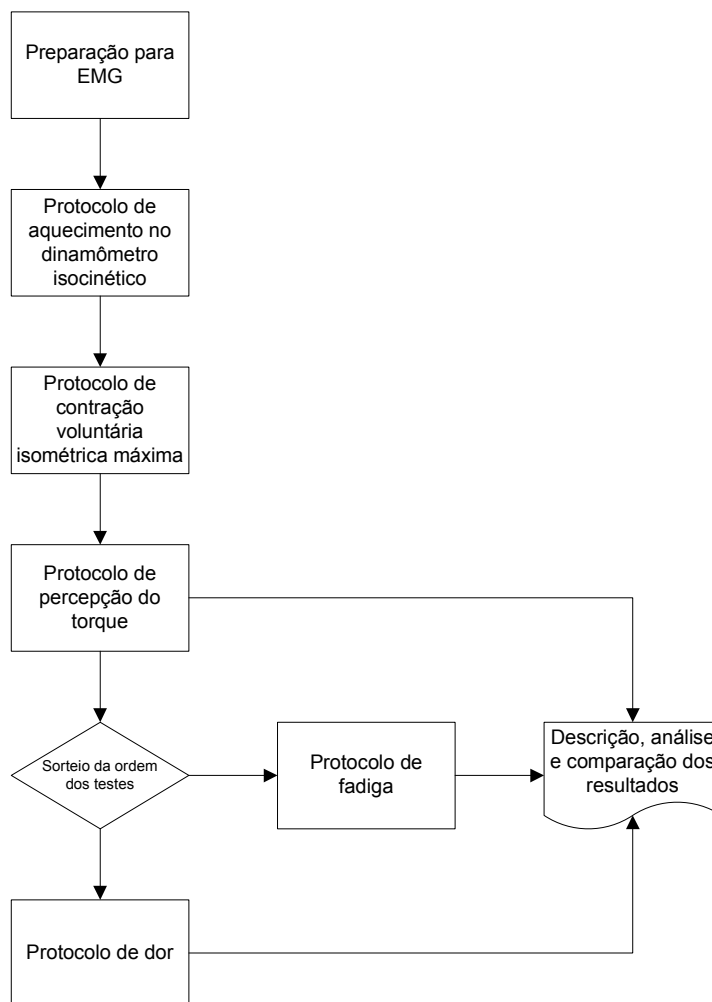 Preparação para
EMG
Protocolo de
aquecimento no
dinamômetro
isocinético
Protocolo de
contração
voluntária
isométrica máxima
Protocolo de
percepção do
torque
Sorteio da ordem
dos testes
Protocolo de
fadiga
Descrição, análise
e comparação dos
resultados
Protocolo de dor